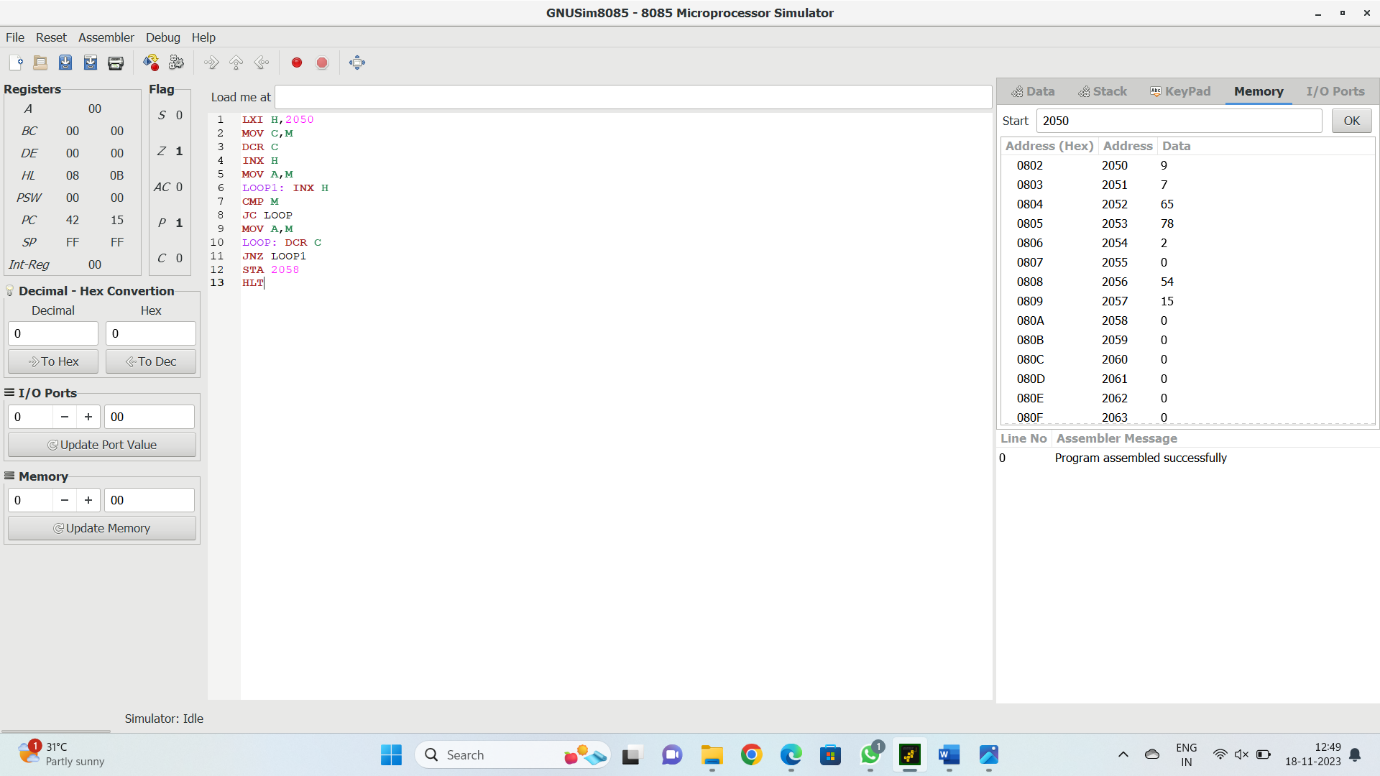 GNUSim8085 - 8085 Microprocessor Simulator
File Reset Assembler Debug Help
Registers
A 00
BC 00 00
DE 00 00
HL 08 0B
PSW 00 00
PC 42 15
SP FF FF
Int-Reg 00
Flag
S 0
Z 1
AC 0
P 1
C 0
Decimal - Hex Convertion
Decimal Hex
0 0
To Hex To Dec
I/O Ports
0 − + 00
Update Port Value
Memory
0 − + 00
Update Memory
Load me at
1 LXI H,2050
2 MOV C,M
3 DCR C
4 INX H
5 MOV A,M
6 LOOP1: INX H
7 CMP M
8 JC LOOP
9 MOV A,M
10 LOOP: DCR C
11 JNZ LOOP1
12 STA 2058
13 HLT
Data Stack Abc KeyPad Memory I/O Ports
Start 2050 OK
Address (Hex) Address Data
0802 2050 9
0803 2051 7
0804 2052 65
0805 2053 78
0806 2054 2
0807 2055 0
0808 2056 54
0809 2057 15
080A 2058 0
080B 2059 0
080C 2060 0
080D 2061 0
080E 2062 0
080F 2063 0
Line No Assembler Message
0 Program assembled successfully
Simulator: Idle
1 31°C
Partly sunny
Search
1
ENG
IN
12:49
18-11-2023